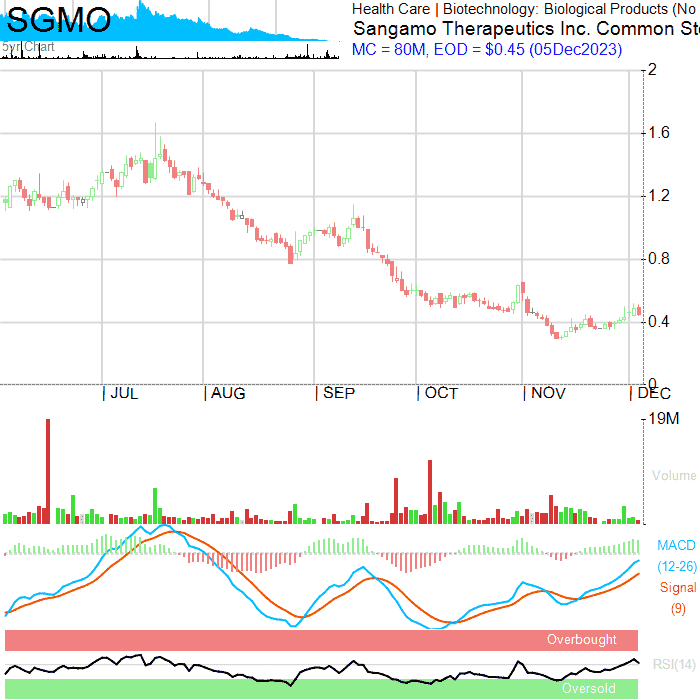 SGMO
5yr Chart
Health Care | Biotechnology: Biological Products (No
Sangamo Therapeutics Inc. Common Sto
MC = 80M, EOD = $0.45 (05Dec2023)
2
1.6
1.2
0.8
0.4
0
| JUL | AUG | SEP | OCT | NOV | DEC
19M
Volume
MACD
(12-26)
Signal
(9)
Overbought
RSI(14)
Oversold